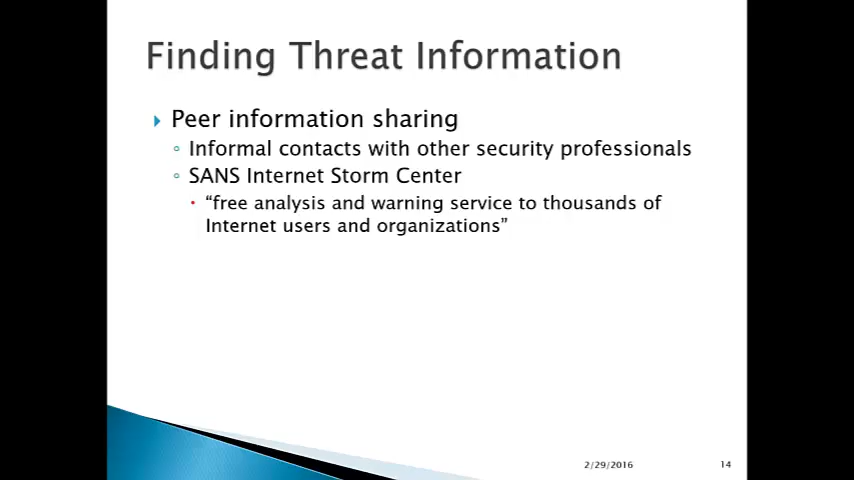 Finding Threat Information
Peer information sharing
Informal contacts with other security professionals
SANS Internet Storm Center
“free analysis and warning service to thousands of
Internet users and organizations”
2/29/2016 14